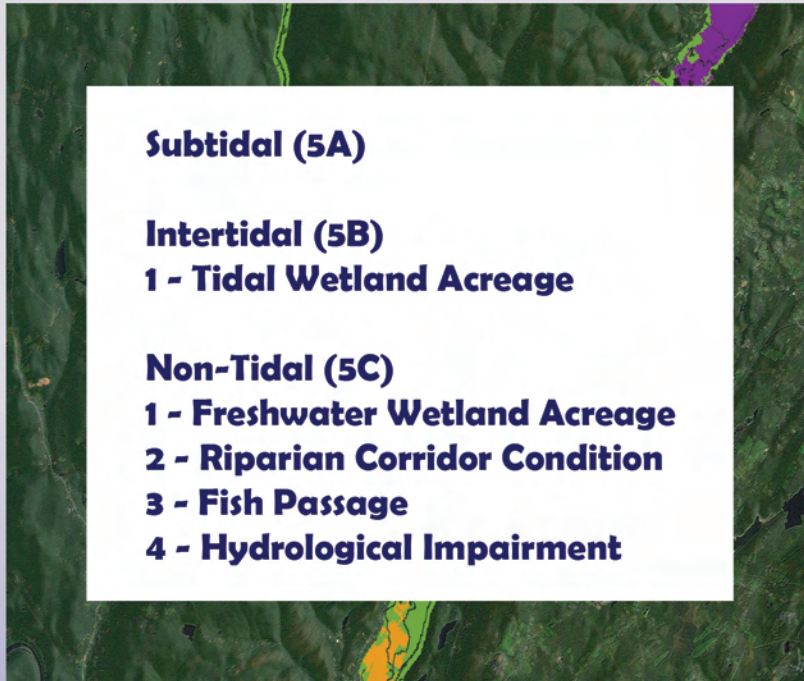 Subtidal (5A)
Intertidal (5B)
1 - Tidal Wetland Acreage
Non-Tidal (5C)
1 - Freshwater Wetland Acreage
2 - Riparian Corridor Condition
3 - Fish Passage
4 - Hydrological Impairment